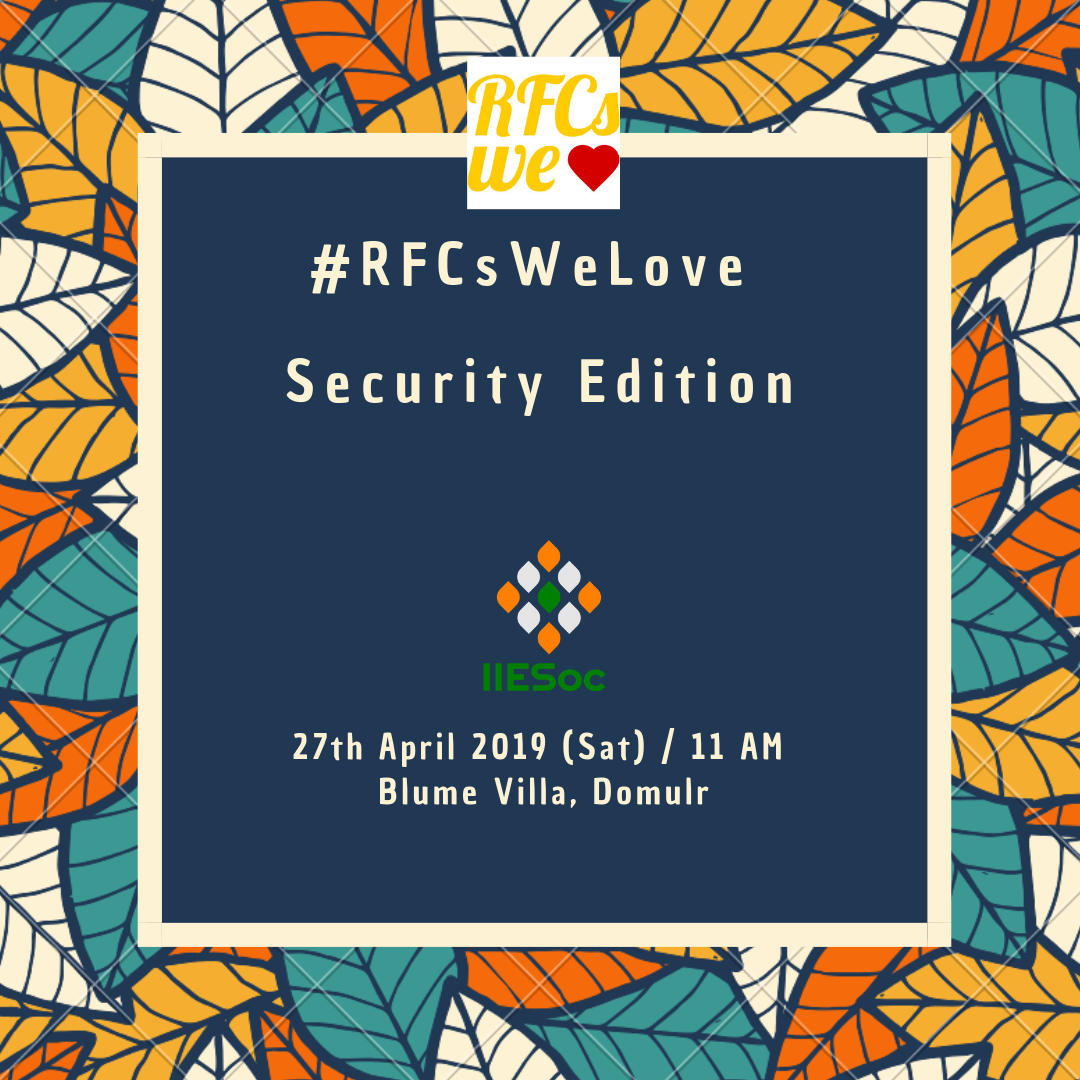 RFCs
we
#RFCsWeLove
Security Edition
IIESoc
27th April 2019 (Sat) / 11 AM
Blume Villa, Domulr